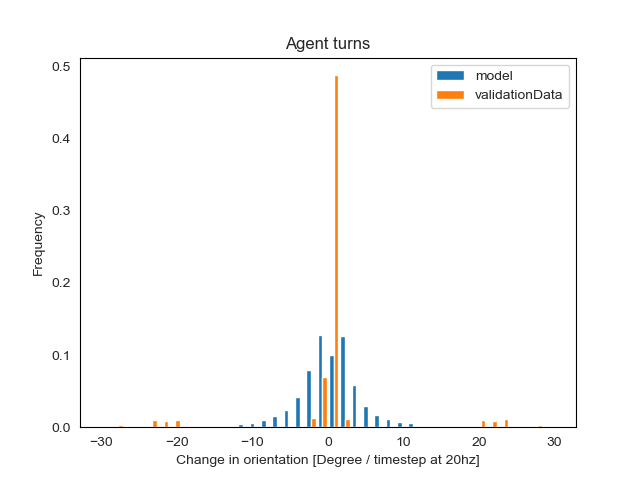 Agent turns
model
validationData
0.5
0.4
0.3
0.2
0.1
0.0
Frequency
−30 −20 −10 0 10 20 30
Change in orientation [Degree / timestep at 20hz]